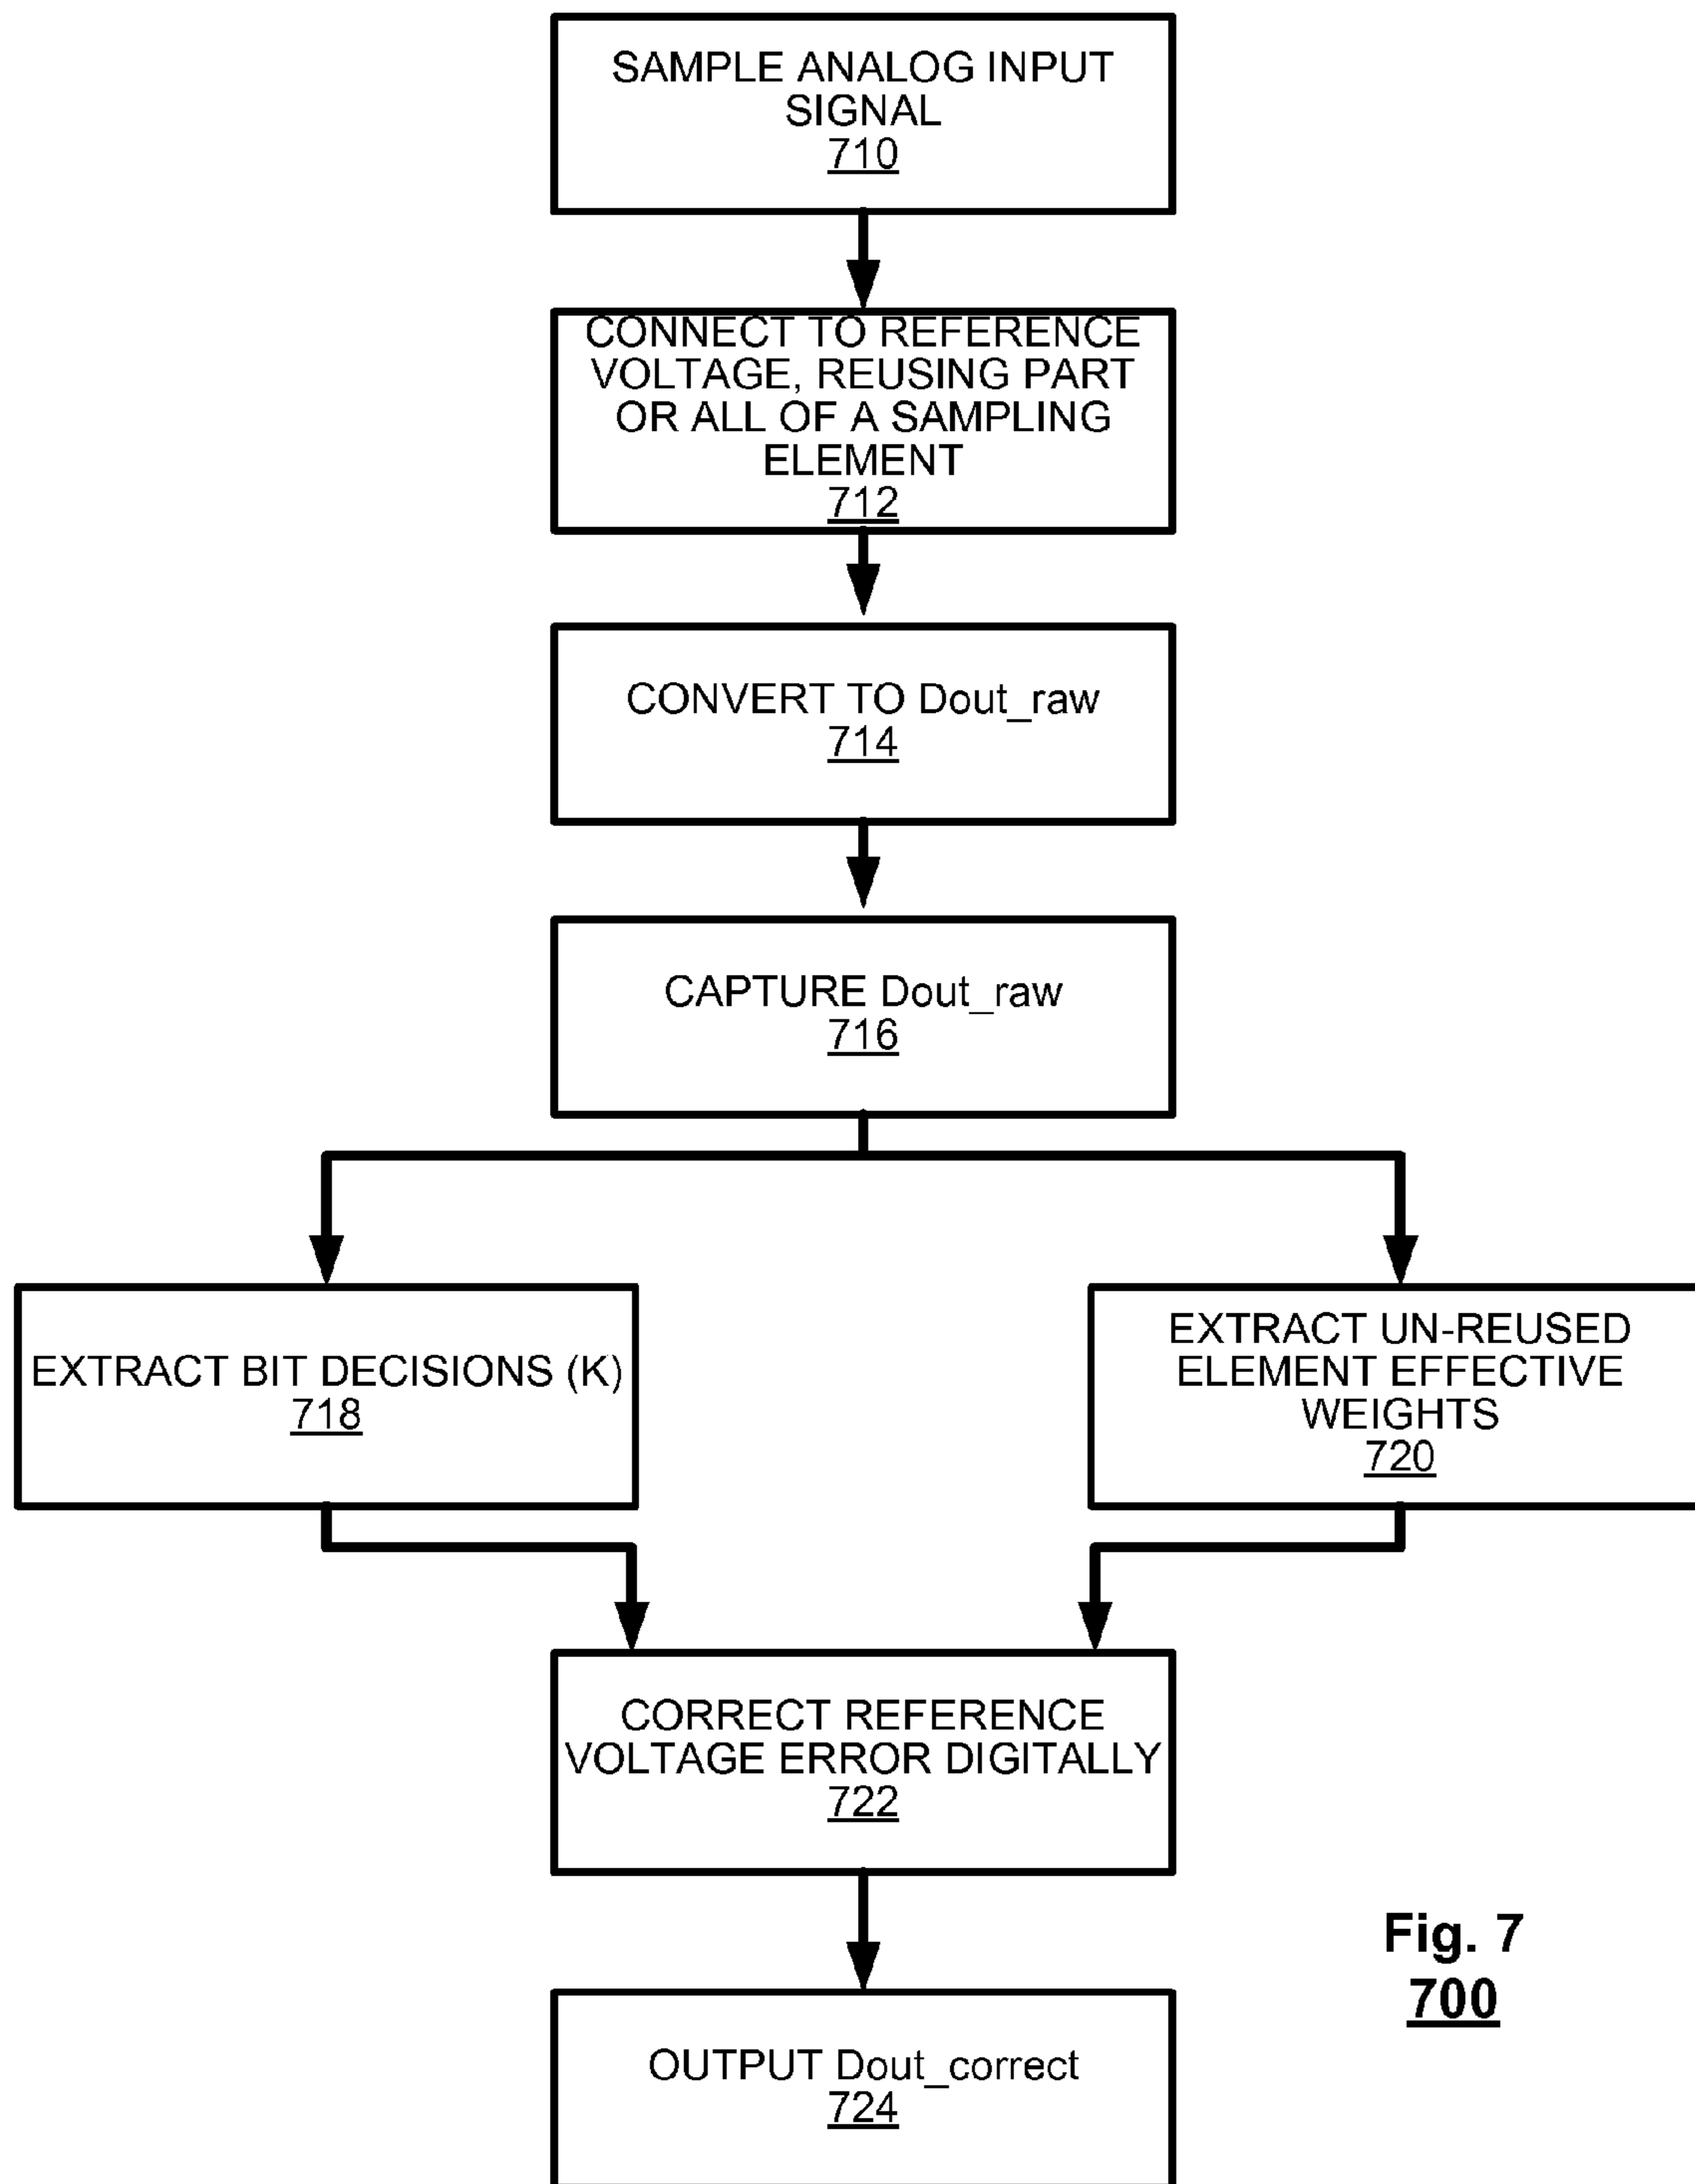 SAMPLE ANALOG INPUT
SIGNAL
710
CONNECT TO REFERENCE
VOLTAGE, REUSING PART
OR ALL OF A SAMPLING
ELEMENT
712
CONVERT TO Dout_raw
714
CAPTURE Dout_raw
716
EXTRACT BIT DECISIONS (K)
718
EXTRACT UN-REUSED
ELEMENT EFFECTIVE
WEIGHTS
720
CORRECT REFERENCE
VOLTAGE ERROR DIGITALLY
722
OUTPUT Dout_correct
724
Fig. 7
700